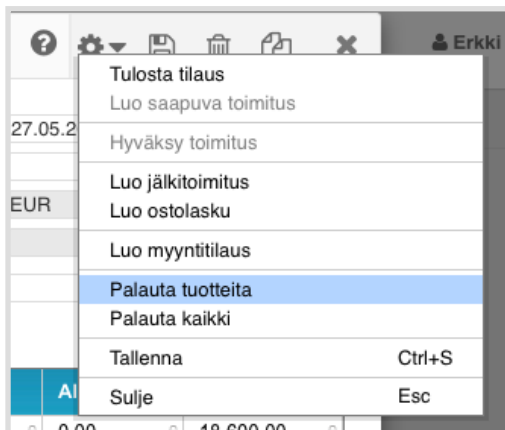 Erkki
Tulosta tilaus
Luo saapuva toimitus
27.05.2
Hyväksy toimitus
Luo jälkitoimitus
EUR
Luo ostolasku
Luo myyntitilaus
Palauta tuotteita
Palauta kaikki
Tallenna Ctrl+S
Al
Sulje Esc
0,00 18 600,00